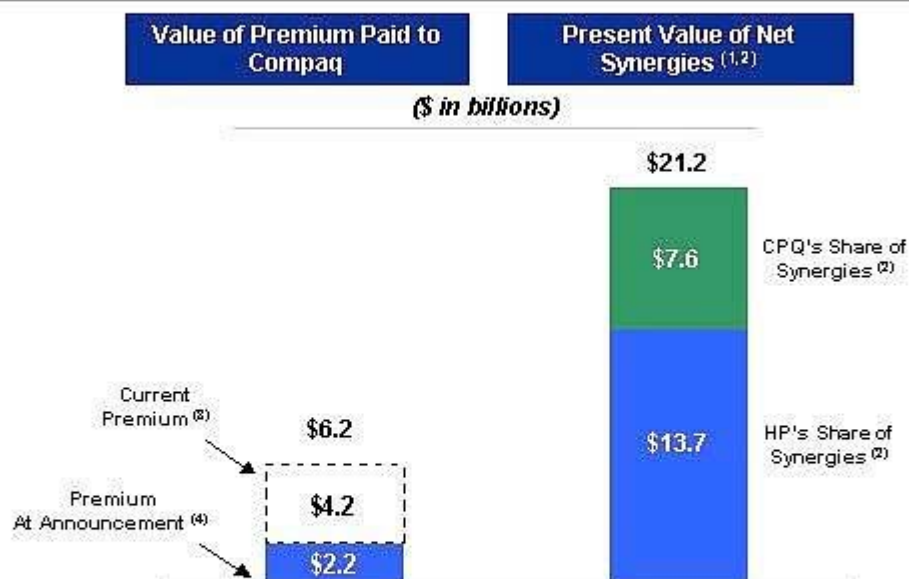 Value of Premium Paid to
Compaq
Present Value of Net
Synergies (1,2)
($ in billions)
$21.2
$7.6
CPQ's Share of
Synergies (2)
Current
Premium (3)
$6.2
$13.7
HP's Share of
Synergies (2)
$4.2
Premium
At Announcement (4)
$2.2